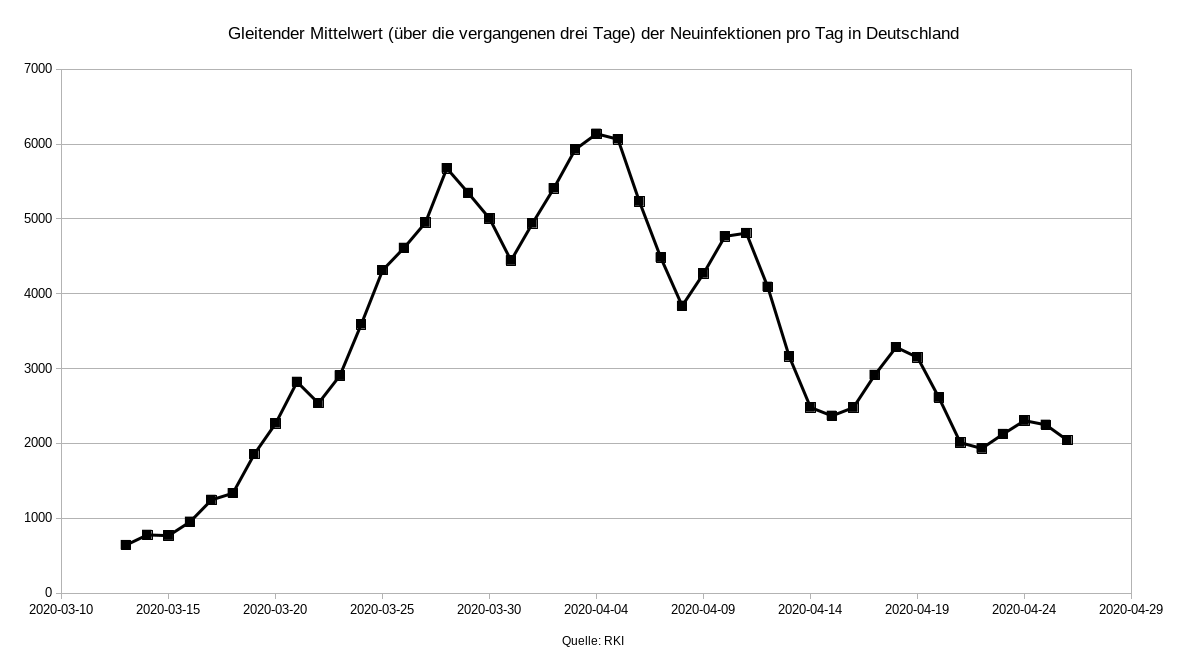 Gleitender Mittelwert (über die vergangenen drei Tage) der Neuinfektionen pro Tag in Deutschland
7000
6000
5000
4000
3000
2000
1000
0
2020-03-10 2020-03-15 2020-03-20 2020-03-25 2020-03-30 2020-04-04 2020-04-09 2020-04-14 2020-04-19 2020-04-24 2020-04-29
Quelle: RKI